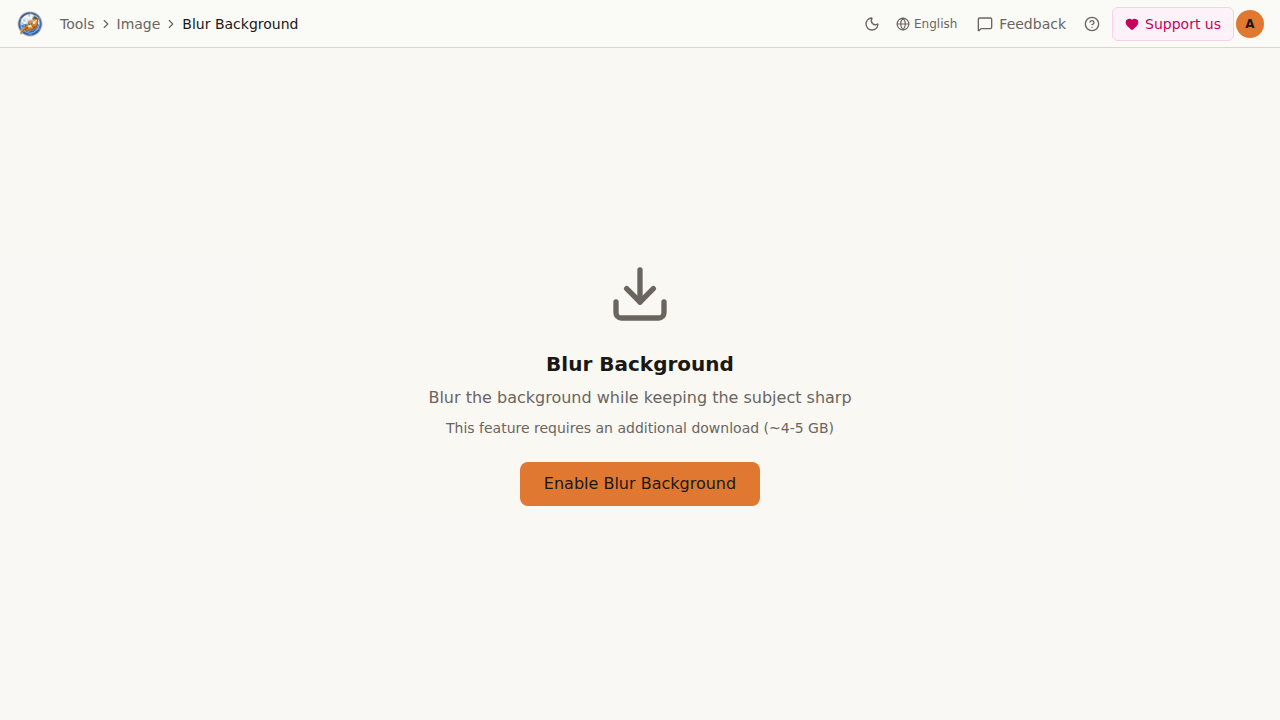 Tools > Image > Blur Background
English
Feedback
Support us
A
Blur Background
Blur the background while keeping the subject sharp
This feature requires an additional download (~4-5 GB)
Enable Blur Background